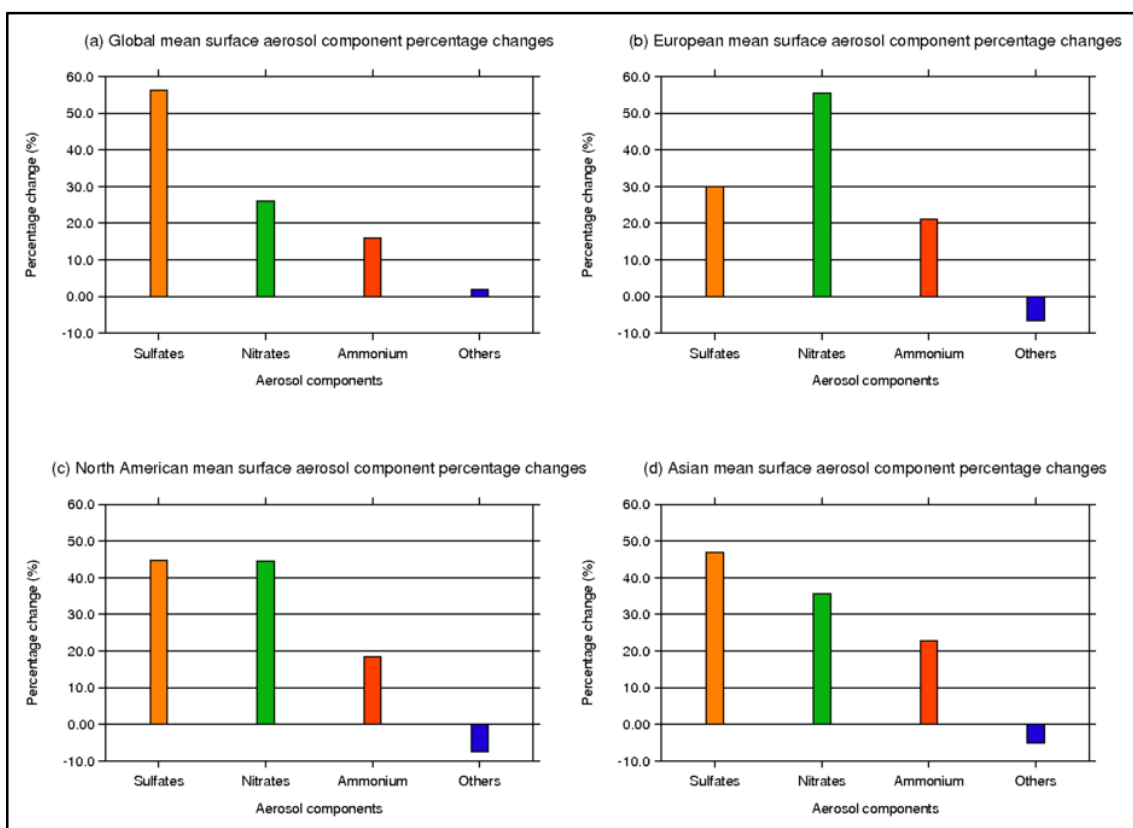 (a) Global mean surface aerosol component percentage changes
60.0
50.0
40.0
30.0
20.0
10.0
0.00
-10.0
Percentage change (%)
Sulfates Nitrates Ammonium Others
Aerosol components
(b) European mean surface aerosol component percentage changes
60.0
50.0
40.0
30.0
20.0
10.0
0.00
-10.0
Percentage change (%)
Sulfates Nitrates Ammonium Others
Aerosol components
(c) North American mean surface aerosol component percentage changes
60.0
50.0
40.0
30.0
20.0
10.0
0.00
-10.0
Percentage change (%)
Sulfates Nitrates Ammonium Others
Aerosol components
(d) Asian mean surface aerosol component percentage changes
60.0
50.0
40.0
30.0
20.0
10.0
0.00
-10.0
Percentage change (%)
Sulfates Nitrates Ammonium Others
Aerosol components